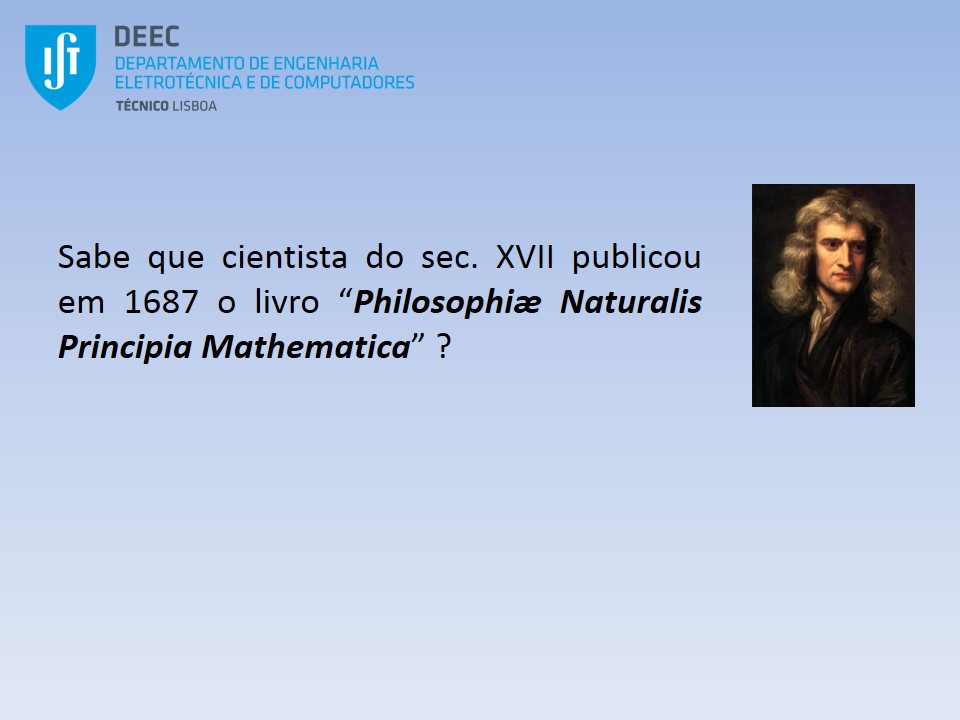 IST
DEEC
DEPARTAMENTO DE ENGENHARIA
ELETROTÉCNICA E DE COMPUTADORES
TÉCNICO LISBOA
Sabe que cientista do sec. XVII publicou
em 1687 o livro “Philosophiæ Naturalis
Principia Mathematica” ?